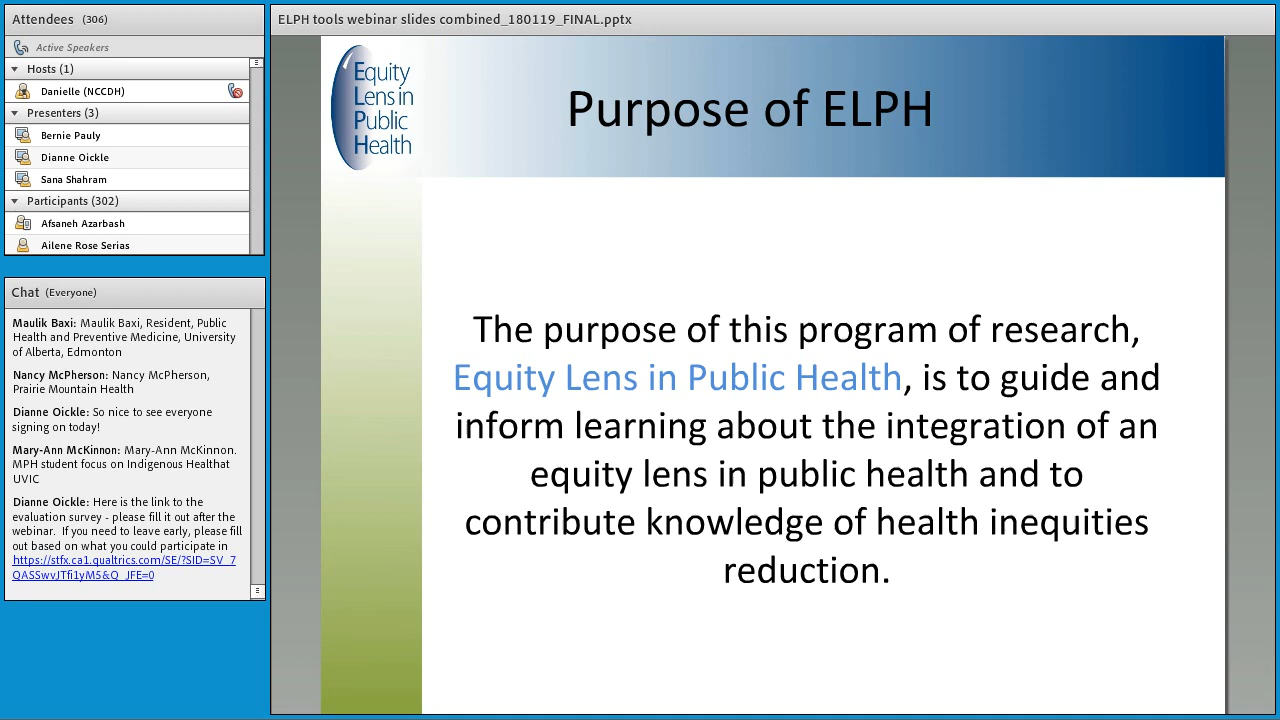 Attendees (306)
Active Speakers
Hosts (1)
Danielle (NCCDH)
Presenters (3)
Bernie Pauly
Dianne Oickle
Sana Shahram
Participants (302)
Afsaneh Azarbash
Ailene Rose Serias
Chat (Everyone)
Maulik Baxi: Maulik Baxi, Resident, Public
Health and Preventive Medicine, University
of Alberta, Edmonton
Nancy McPherson: Nancy McPherson,
Prairie Mountain Health
Dianne Oickle: So nice to see everyone
signing on today!
Mary-Ann McKinnon: Mary-Ann McKinnon.
MPH student focus on Indigenous Healthat
UVIC
Dianne Oickle: Here is the link to the
evaluation survey - please fill it out after the
webinar. If you need to leave early, please fill
out based on what you could participate in
https://stfx.ca1.qualtrics.com/SE/?SID=SV_7
QASSwvJTfi1yM5&Q_JFE=0
ELPH tools webinar slides combined_180119_FINAL.pptx
Equity
Lens in
Public
Health
Purpose of ELPH
The purpose of this program of research,
Equity Lens in Public Health, is to guide and
inform learning about the integration of an
equity lens in public health and to
contribute knowledge of health inequities
reduction.